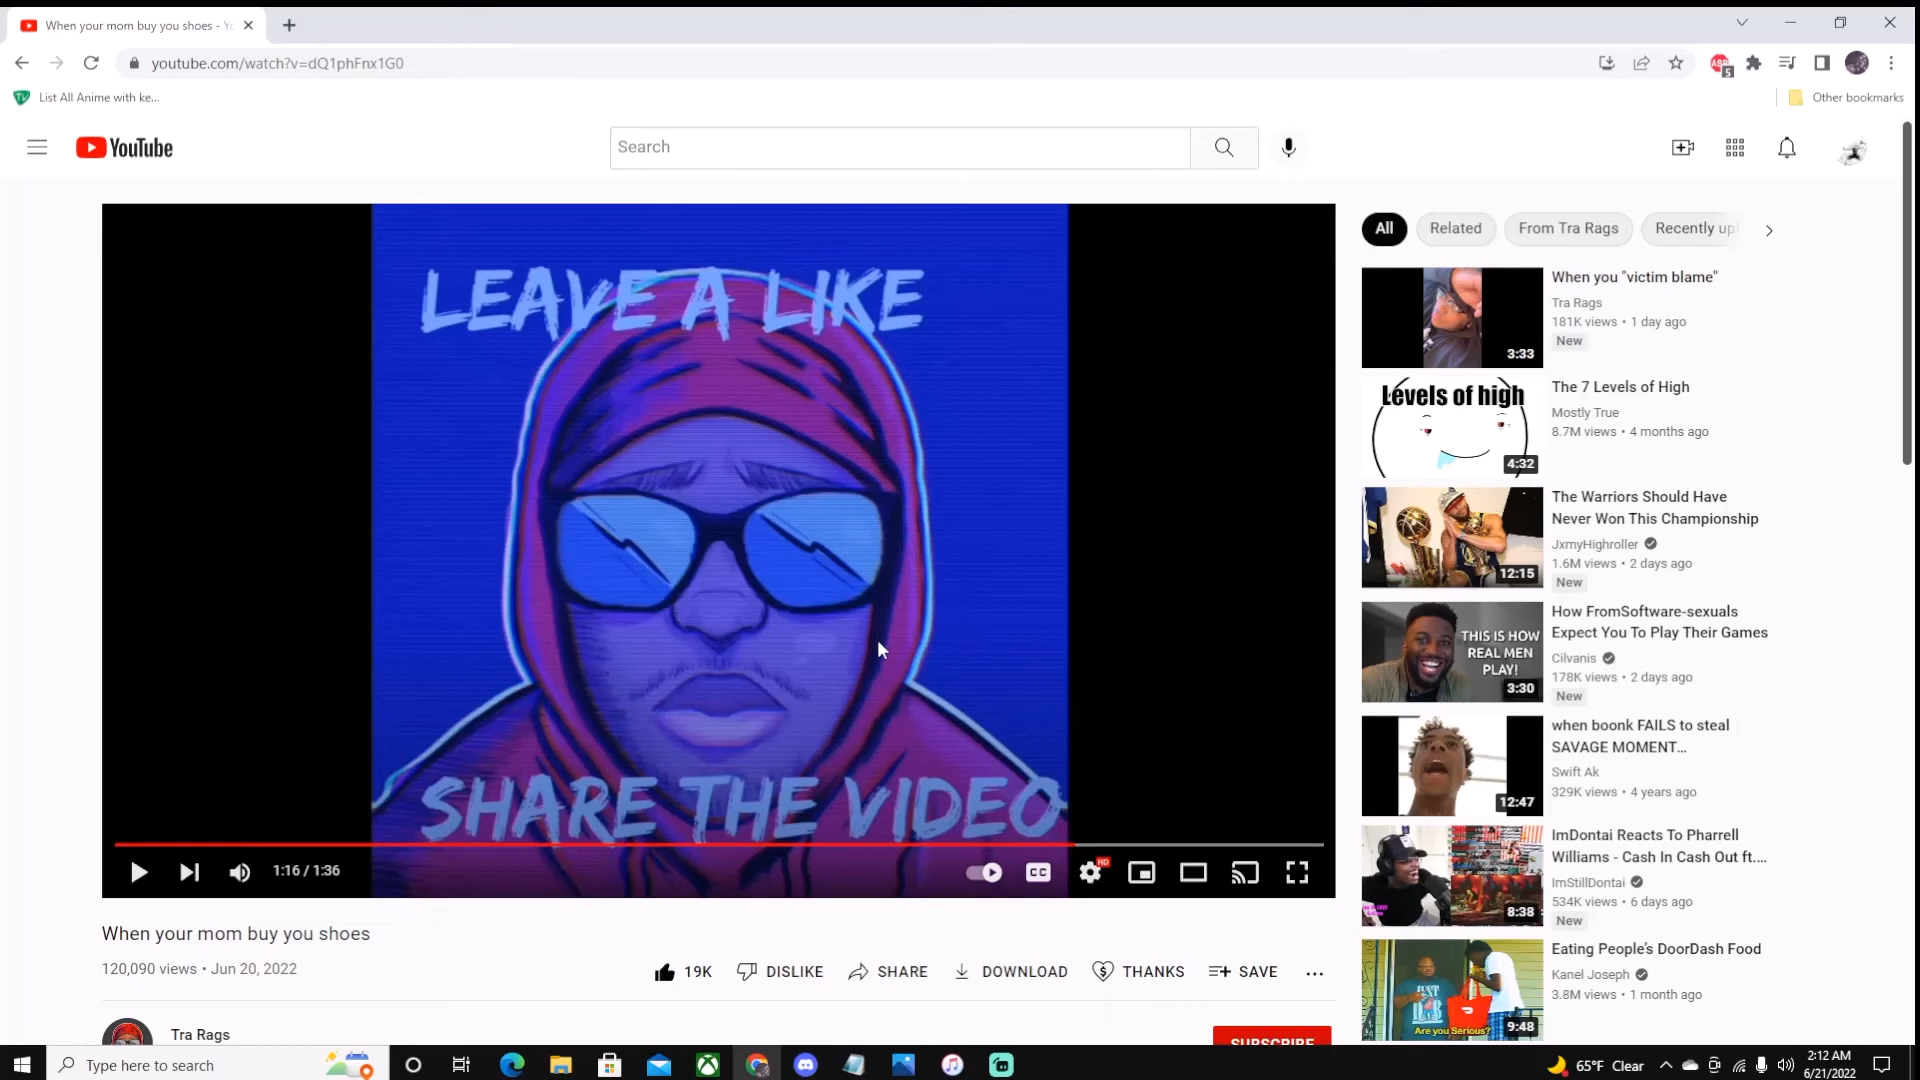 When your mom buy you shoes - Y
youtube.com/watch?v=dQ1phFnx1G0
ABP
5
List All Anime with ke...
Other bookmarks
YouTube
Search
LEAVE A LIKE
SHARE THE VIDEO
1:16 / 1:36
CC
HD
When your mom buy you shoes
120,090 views • Jun 20, 2022
19K
DISLIKE
SHARE
DOWNLOAD
THANKS
SAVE
Tra Rags
SUBSCRIBE
All
Related
From Tra Rags
Recently upl
When you "victim blame"
Tra Rags
181K views • 1 day ago
New
3:33
Levels of high
4:32
The 7 Levels of High
Mostly True
8.7M views • 4 months ago
12:15
The Warriors Should Have
Never Won This Championship
JxmyHighroller
1.6M views • 2 days ago
New
THIS IS HOW
REAL MEN
PLAY!
3:30
How FromSoftware-sexuals
Expect You To Play Their Games
Cilvanis
178K views • 2 days ago
New
12:47
when boonk FAILS to steal
SAVAGE MOMENT...
Swift Ak
329K views • 4 years ago
8:38
ImDontai Reacts To Pharrell
Williams - Cash In Cash Out ft....
ImStillDontai
534K views • 6 days ago
New
Are you Serious?
9:48
Eating People's DoorDash Food
Kanel Joseph
3.8M views • 1 month ago
Type here to search
65°F Clear
2:12 AM
6/21/2022